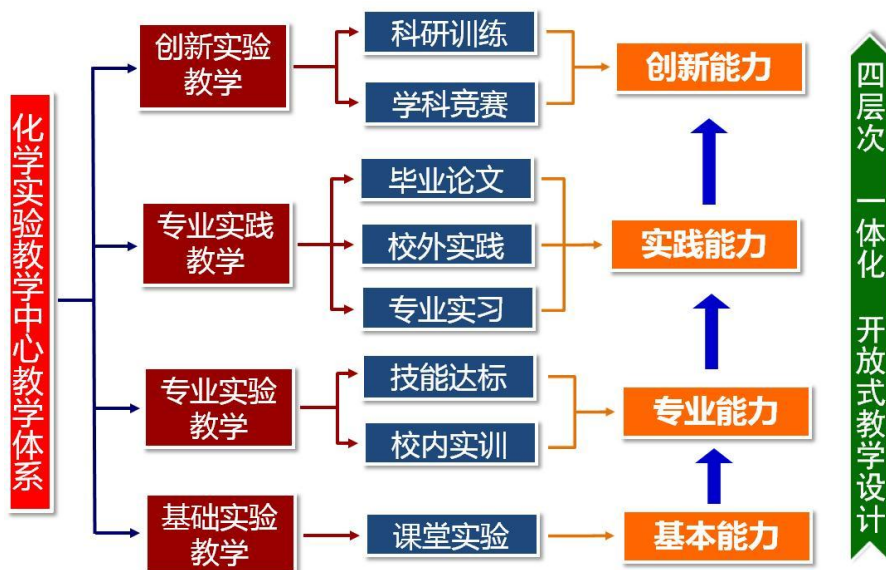 化学实验教学中心教学体系
创新实验
教学
科研训练
学科竞赛
创新能力
专业实践
教学
毕业论文
校外实践
专业实习
实践能力
专业实验
教学
技能达标
校内实训
专业能力
基础实验
教学
课堂实验
基本能力
四层次 一体化 开放式教学设计